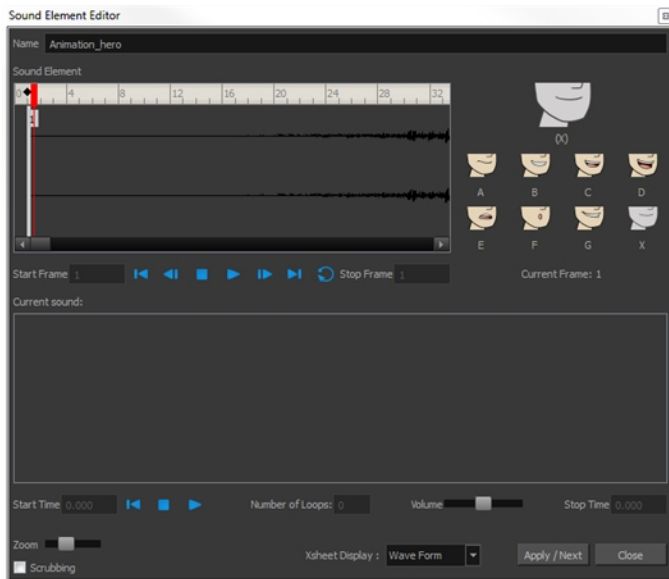 Sound Element Editor
Name Animation_hero
Sound Element
0 4 8 12 16 20 24 28 32
1
(X)
A B C D
E F G X
Start Frame 1 Stop Frame 1 Current Frame: 1
Current sound:
Start Time 0.000 Number of Loops: 0 Volume Stop Time 0.000
Zoom
Scrubbing Xsheet Display : Wave Form Apply / Next Close